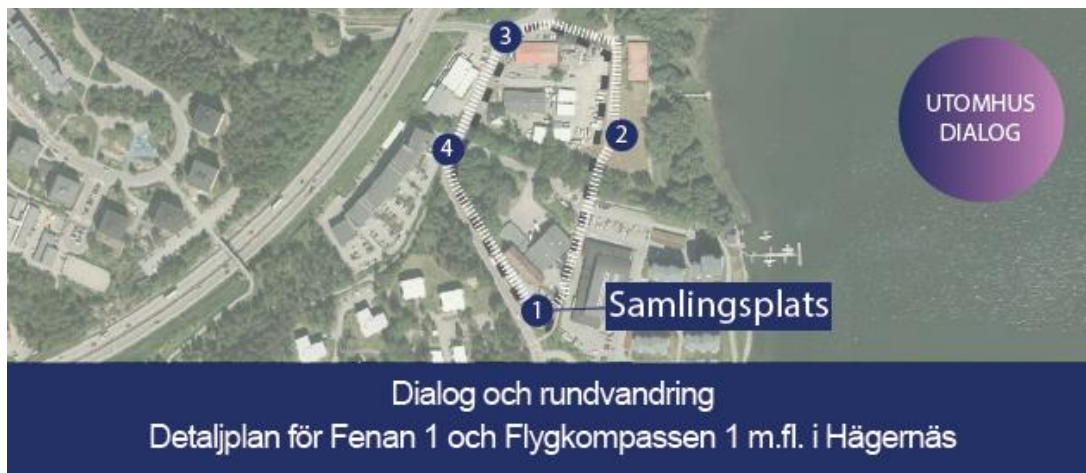 3
UTOMHUS
DIALOG
2
4
1
Samlingsplats
Dialog och rundvandring
Detaljplan för Fenan 1 och Flygkompassen 1 m.fl. i Hägernäs